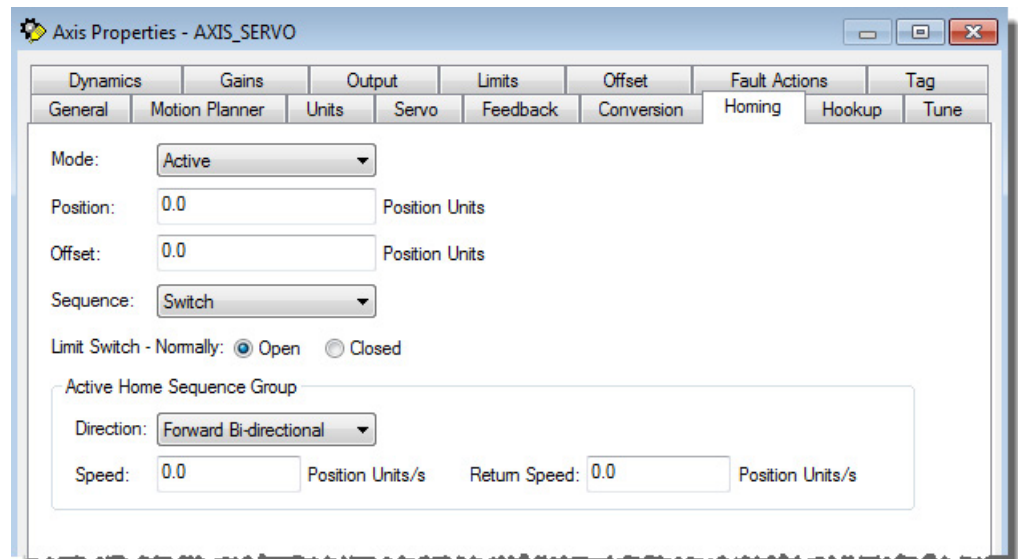 Axis Properties - AXIS_SERVO
Dynamics Gains Output Limits Offset Fault Actions Tag
General Motion Planner Units Servo Feedback Conversion Homing Hookup Tune
Mode: Active
Position: 0.0 Position Units
Offset: 0.0 Position Units
Sequence: Switch
Limit Switch - Normally: Open Closed
Active Home Sequence Group
Direction: Forward Bi-directional
Speed: 0.0 Position Units/s Return Speed: 0.0 Position Units/s